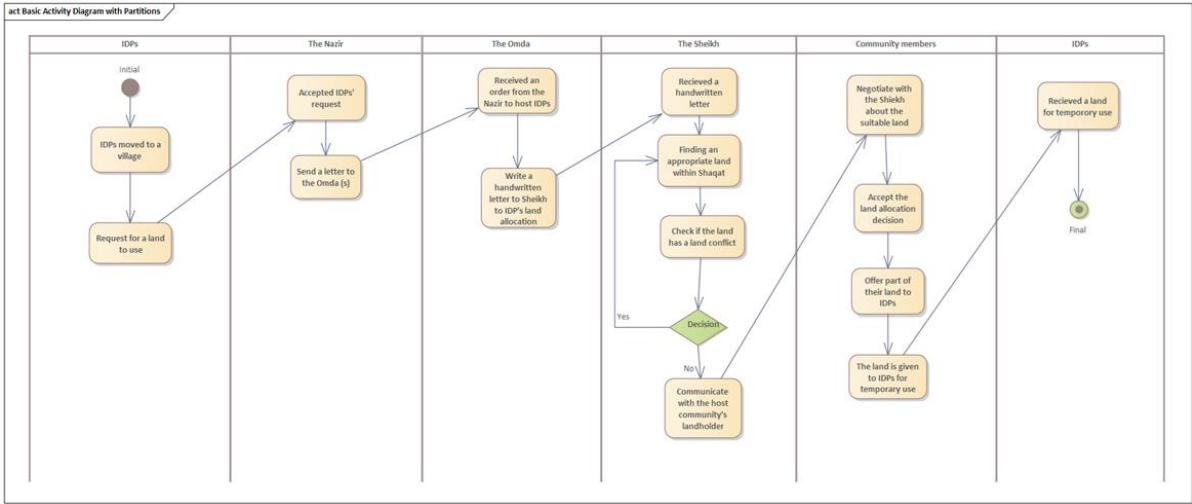 act Basic Activity Diagram with Partitions
IDPs
The Nazir
The Omda
The Sheikh
Community members
IDPs
Initial
IDPs moved to a
village
Request for a land
to use
Accepted IDPs'
request
Send a letter to
the Omda (s)
Received an
order from the
Nazir to host IDPs
Write a
handwritten
letter to Sheikh
to IDP's land
allocation
Recieved a
handwritten
letter
Finding an
appropriate land
within Shaqat
Check if the land
has a land conflict
Decision
Yes
No
Communicate
with the host
community's
landholder
Negotiate with
the Shiekh
about the
suitable land
Accept the
land allocation
decision
Offer part of
their land to
IDPs
The land is given
to IDPs for
temporary use
Recieved a land
for temporory use
Final